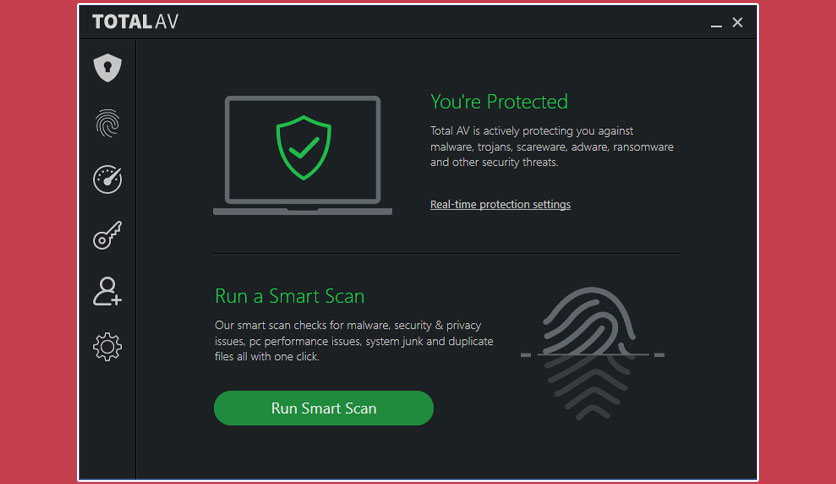 TOTAL AV
You're Protected
Total AV is actively protecting you against
malware, trojans, scareware, adware, ransomware
and other security threats.
Real-time protection settings
Run a Smart Scan
Our smart scan checks for malware, security & privacy
issues, pc performance issues, system junk and duplicate
files all with one click.
Run Smart Scan